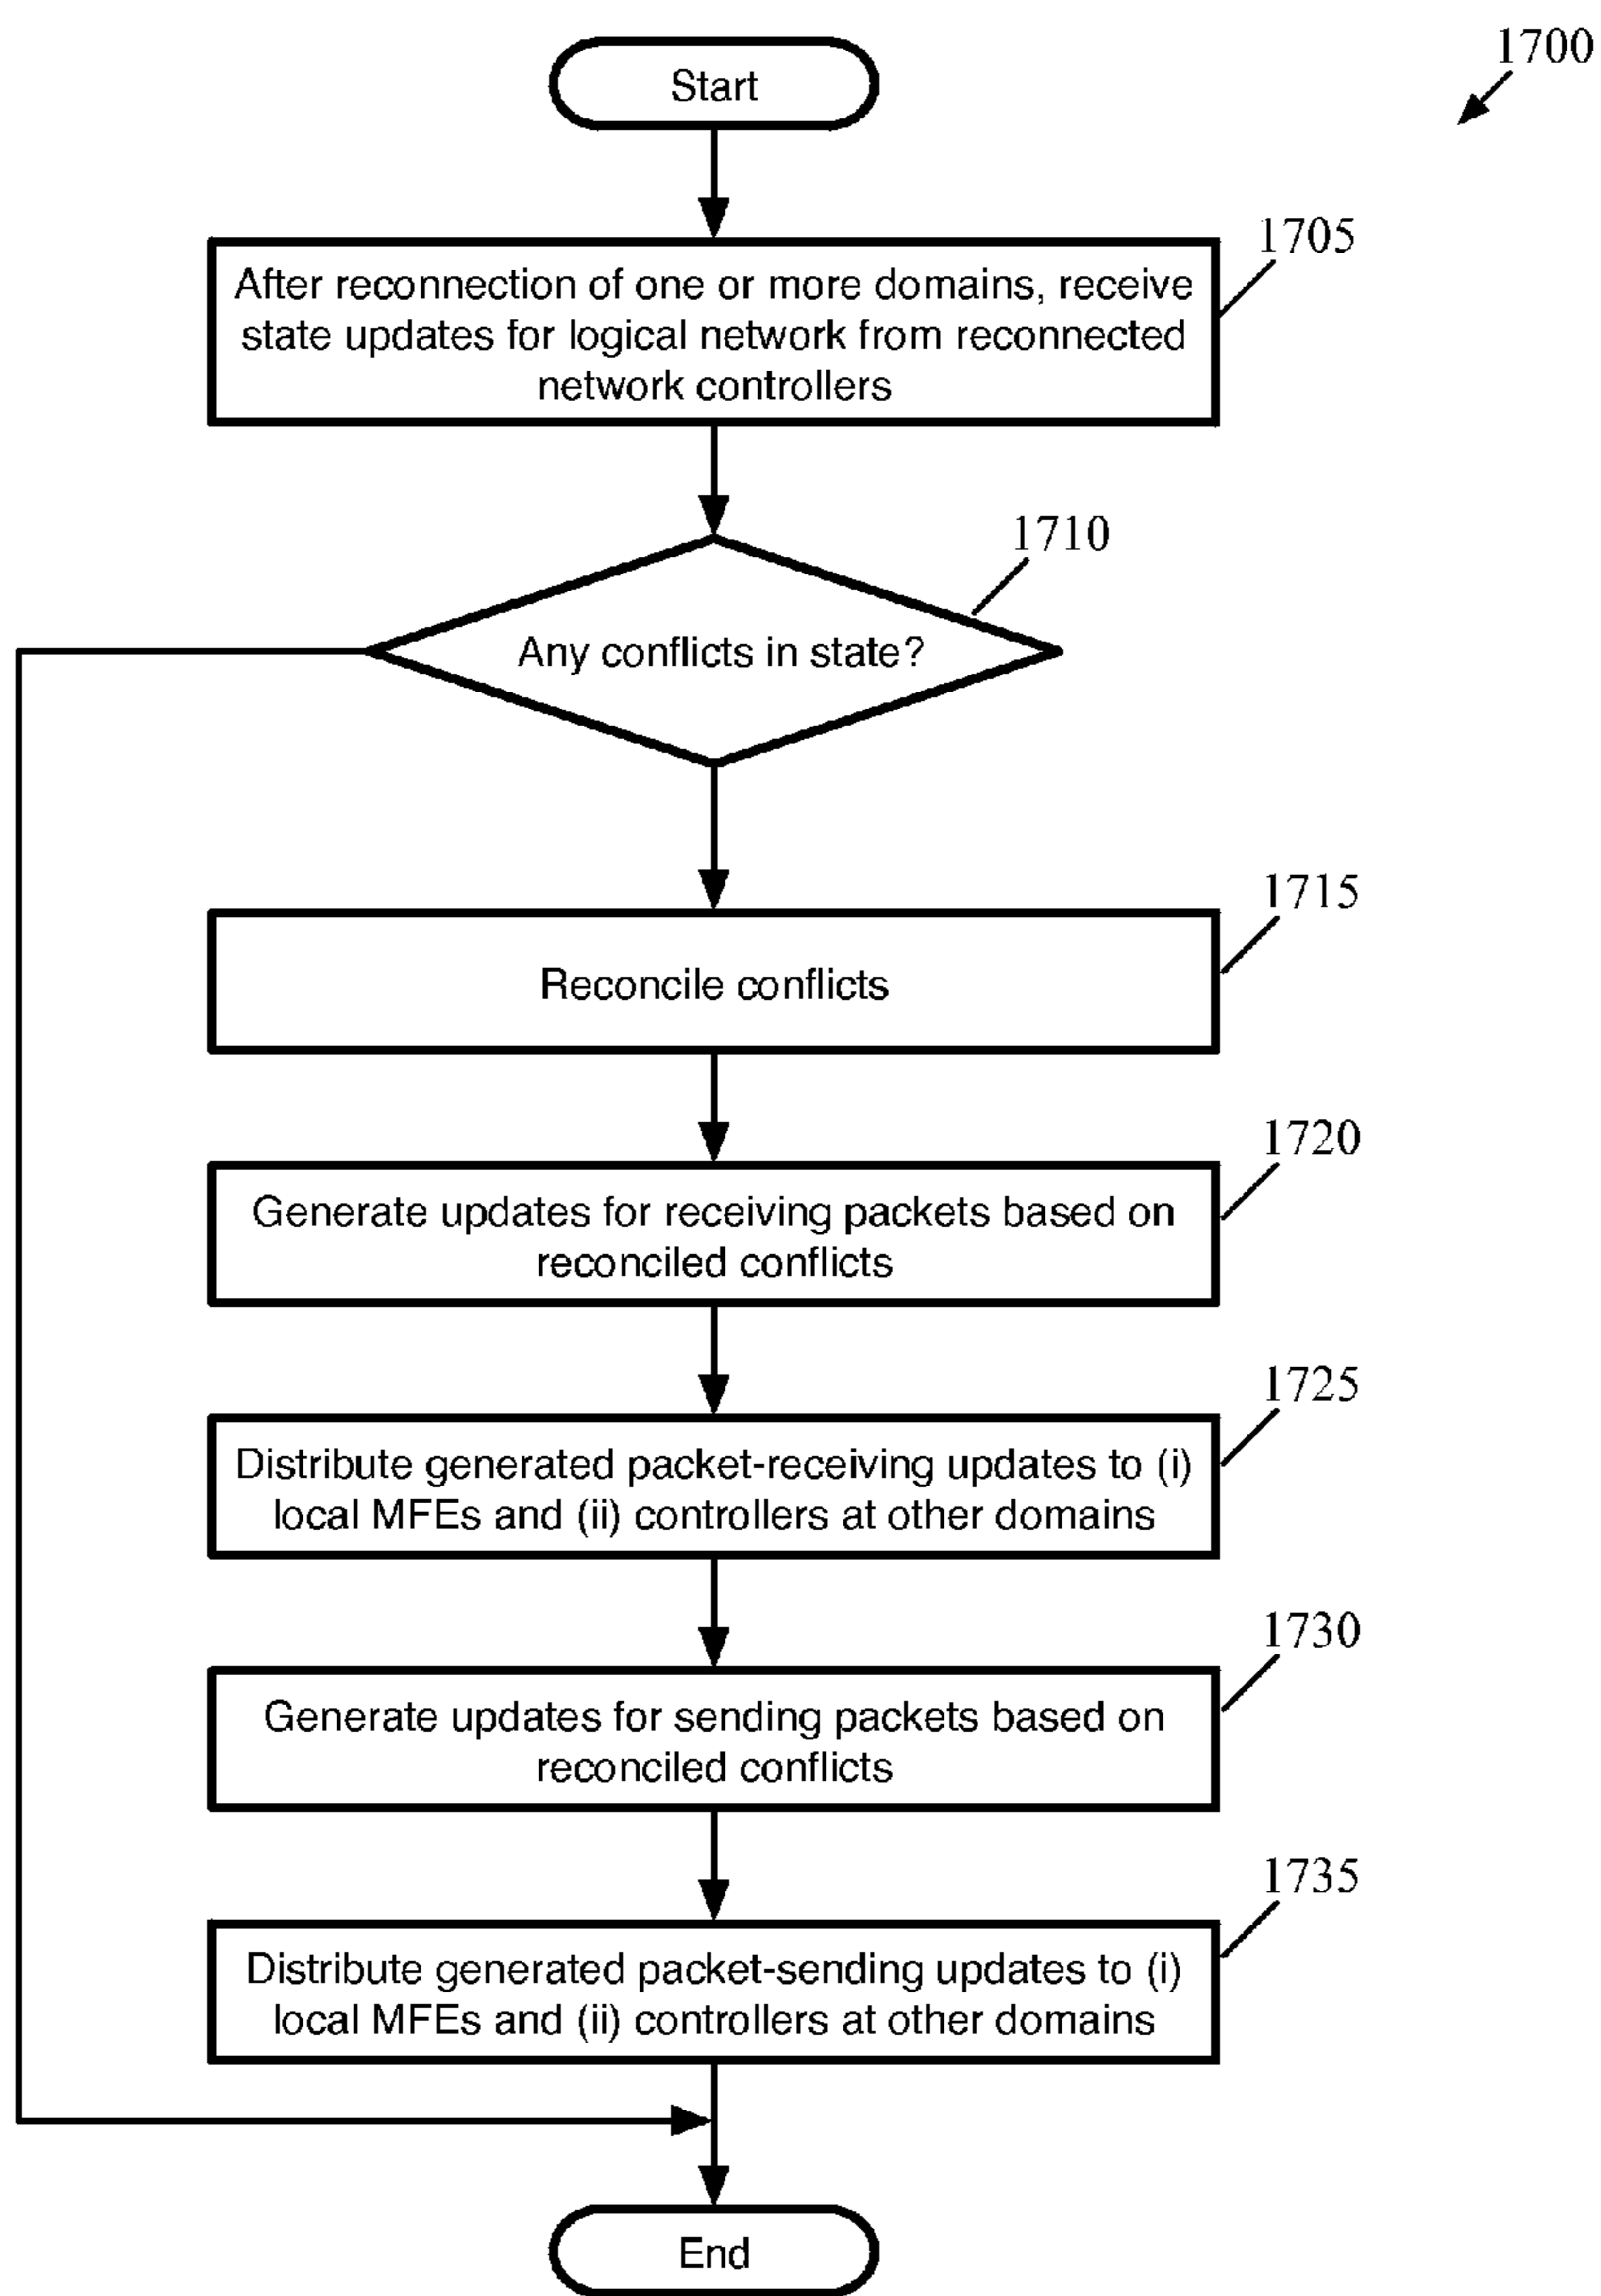 1700
Start
1705
After reconnection of one or more domains, receive
state updates for logical network from reconnected
network controllers
1710
Any conflicts in state?
1715
Reconcile conflicts
1720
Generate updates for receiving packets based on
reconciled conflicts
1725
Distribute generated packet-receiving updates to (i)
local MFEs and (ii) controllers at other domains
1730
Generate updates for sending packets based on
reconciled conflicts
1735
Distribute generated packet-sending updates to (i)
local MFEs and (ii) controllers at other domains
End